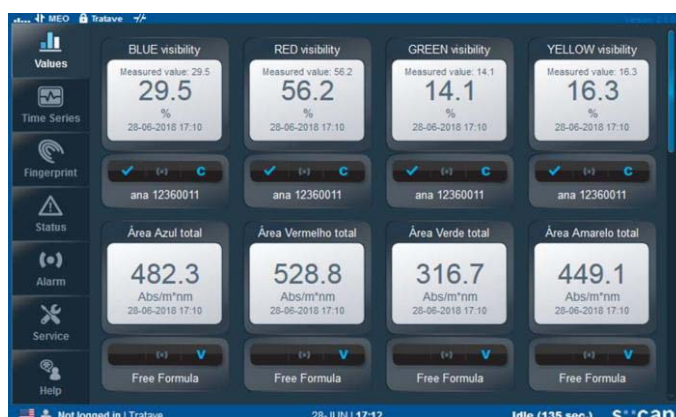 MEO Tratave
Version: 2.
Values
Time Series
Fingerprint
Status
Alarm
Service
Help
BLUE visibility
Measured value: 29.5
29.5
%
28-06-2018 17:10
C
ana 12360011
RED visibility
Measured value: 56.2
56.2
%
28-06-2018 17:10
C
ana 12360011
GREEN visibility
Measured value: 14.1
14.1
%
28-06-2018 17:10
C
ana 12360011
YELLOW visibility
Measured value: 16.3
16.3
%
28-06-2018 17:10
C
ana 12360011
Área Azul total
482.3
Abs/m*nm
28-06-2018 17:10
V
Free Formula
Área Vermelho total
528.8
Abs/m*nm
28-06-2018 17:10
V
Free Formula
Àrea Verde total
316.7
Abs/m*nm
28-06-2018 17:10
V
Free Formula
Àrea Amarelo total
449.1
Abs/m*nm
28-06-2018 17:10
V
Free Formula
Not logged in | Tratave
28-JUN | 17:12
Idle (135 sec.)
s::can